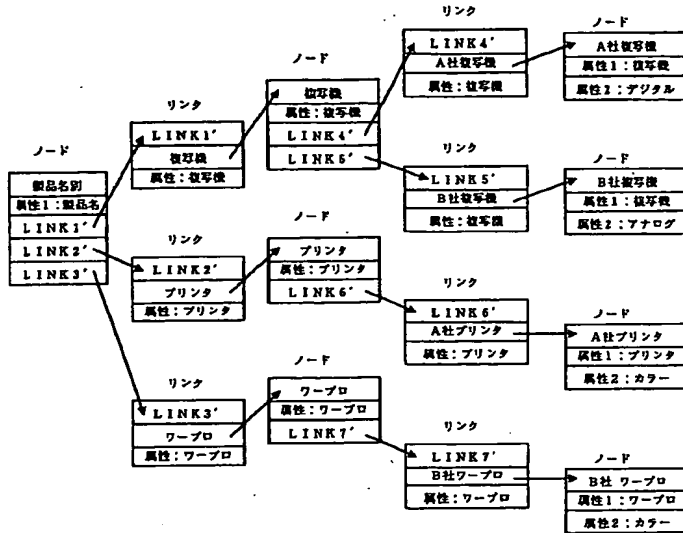 ノード
製品名別
属性1:製品名
LINK1′
LINK2′
LINK3′
リンク
LINK1′
複写機
属性:複写機
リンク
LINK2′
プリンタ
属性:プリンタ
リンク
LINK3′
ワープロ
属性:ワープロ
ノード
複写機
属性:複写機
LINK4′
LINK5′
ノード
プリンタ
属性:プリンタ
LINK6′
ノード
ワープロ
属性:ワープロ
LINK7′
リンク
LINK4′
A社複写機
属性:複写機
リンク
LINK5′
B社複写機
属性:複写機
リンク
LINK6′
A社プリンタ
属性:プリンタ
リンク
LINK7′
B社ワープロ
属性:ワープロ
ノード
A社複写機
属性1:複写機
属性2:デジタル
ノード
B社複写機
属性1:複写機
属性2:アナログ
ノード
A社プリンタ
属性1:プリンタ
属性2:カラー
ノード
B社 ワープロ
属性1:ワープロ
属性2:カラー